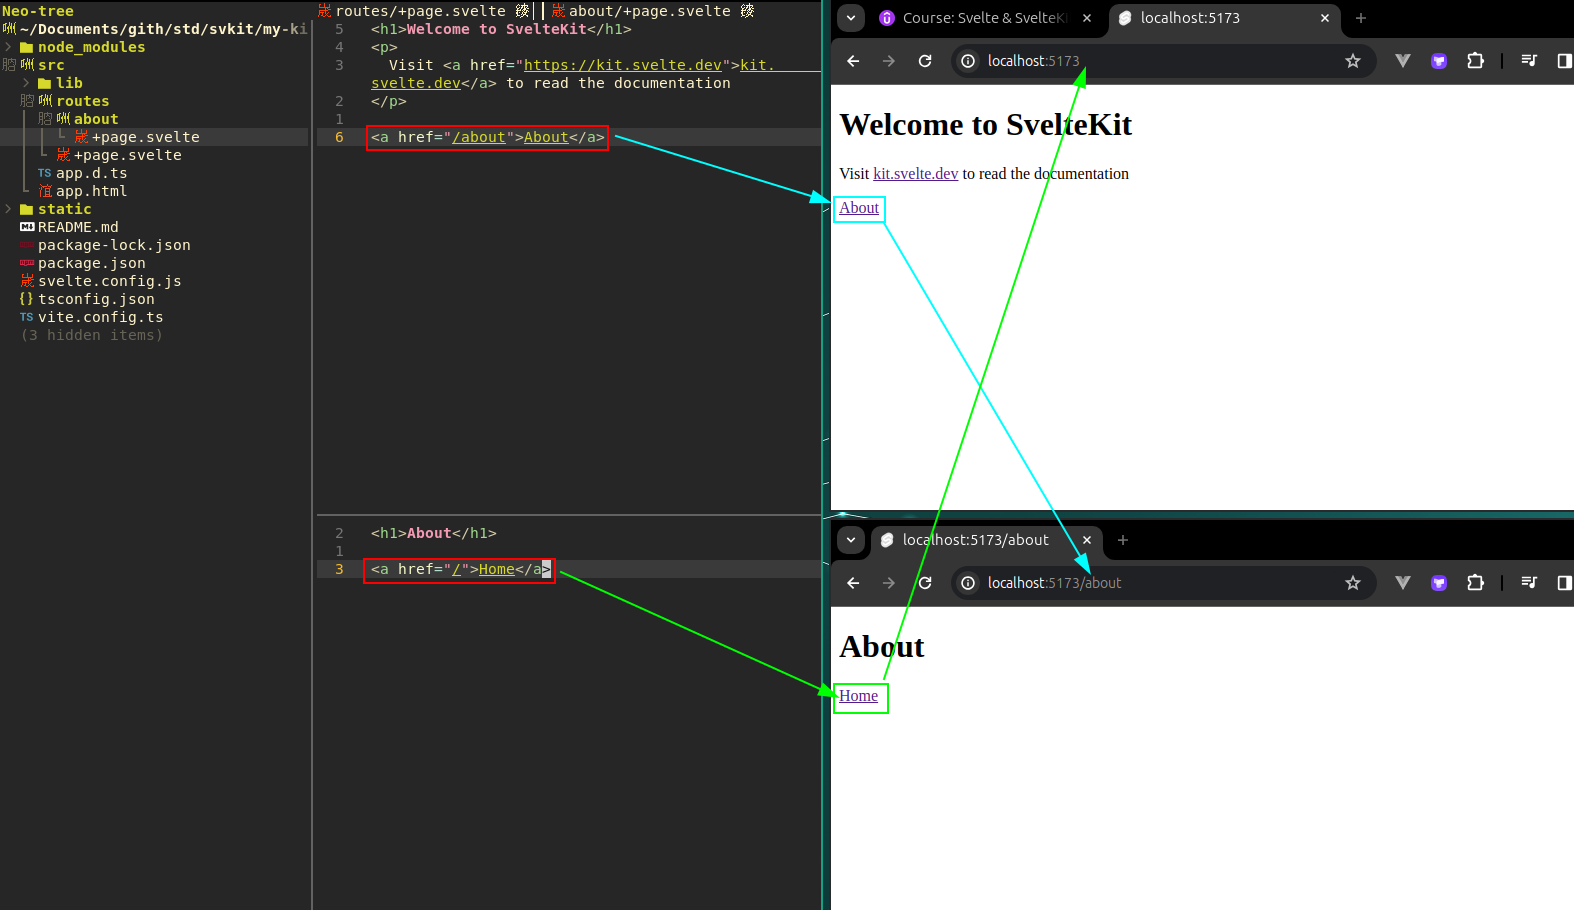 Neo-tree
~/Documents/gith/std/svkit/my-ki
node_modules
src
lib
routes
about
+page.svelte
+page.svelte
TS app.d.ts
app.html
static
README.md
package-lock.json
package.json
svelte.config.js
{} tsconfig.json
TS vite.config.ts
(3 hidden items)
routes/+page.svelte
about/+page.svelte
5 <h1>Welcome to SvelteKit</h1>
4 <p>
3 Visit <a href="https://kit.svelte.dev">kit.
svelte.dev</a> to read the documentation
2 </p>
1
6 <a href="/about">About</a>
2 <h1>About</h1>
1
3 <a href="/">Home</a>
Course: Svelte & SvelteKi
localhost:5173
localhost:5173
Welcome to SvelteKit
Visit kit.svelte.dev to read the documentation
About
localhost:5173/about
localhost:5173/about
About
Home